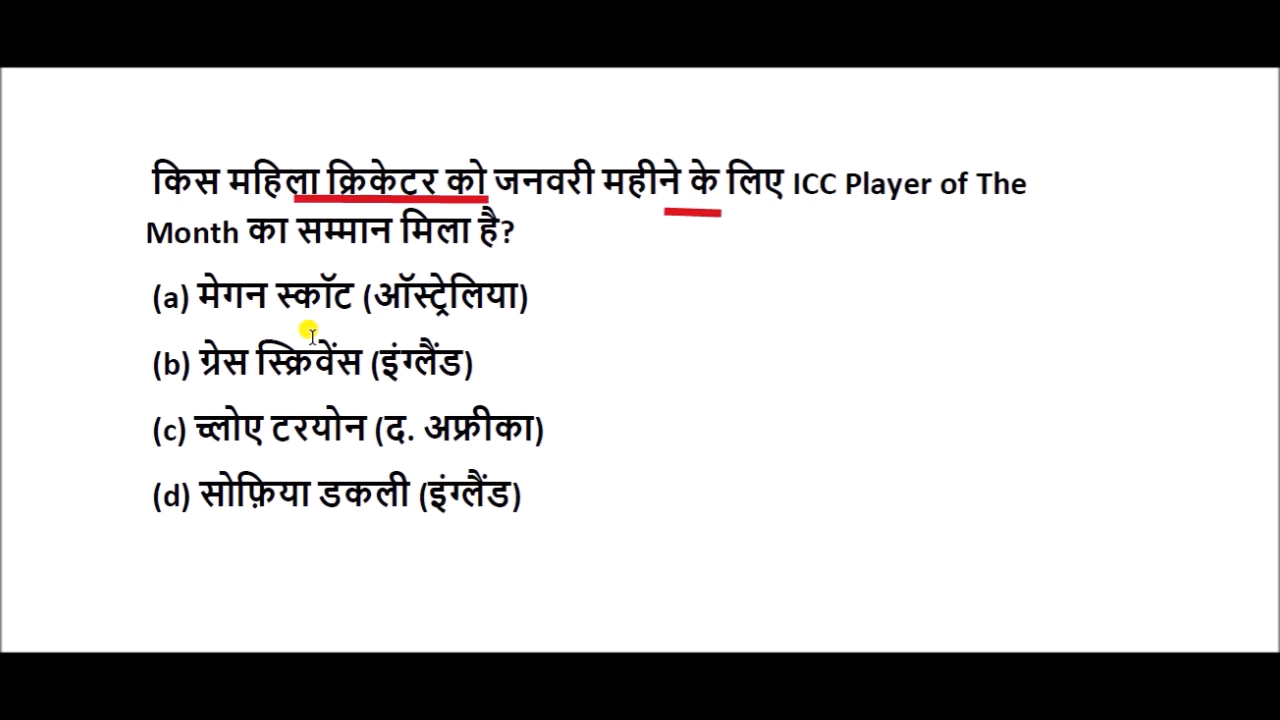 किस महिला क्रिकेटर को जनवरी महीने के लिए ICC Player of The
Month का सम्मान मिला है?
(a) मेगन स्कॉट (ऑस्ट्रेलिया)
(b) ग्रेस स्क्रिवेंस (इंग्लैंड)
(c) च्लोए टरयोन (द. अफ्रीका)
(d) सोफ़िया डकली (इंग्लैंड)